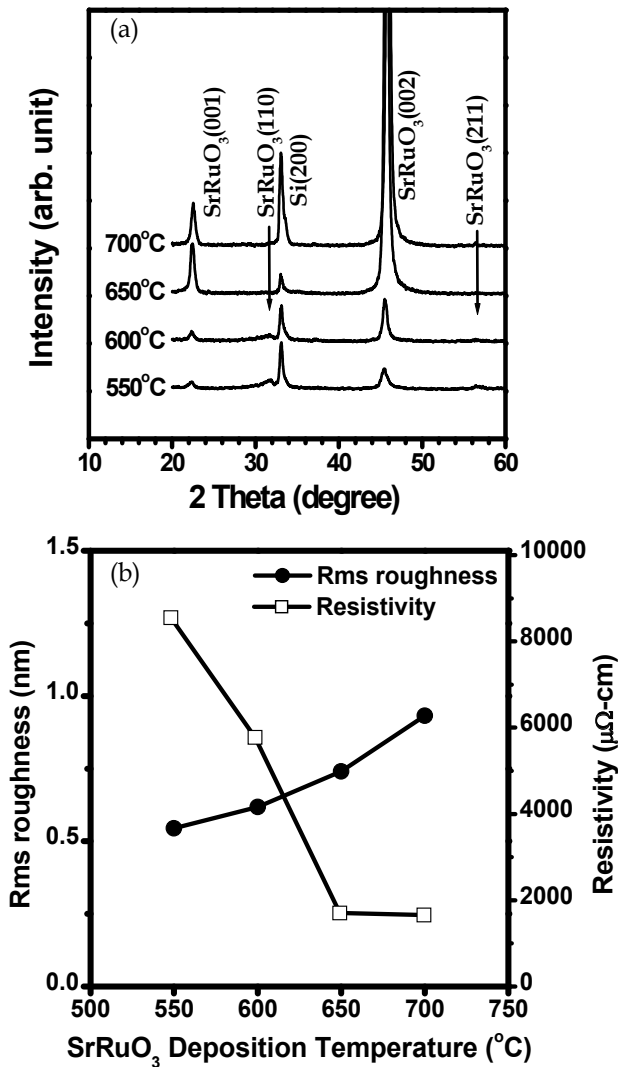 (a)
Intensity (arb. unit)
SrRuO₃(001)
SrRuO₃(110)
Si(200)
SrRuO₃(002)
SrRuO₃(211)
700°C
650°C
600°C
550°C
10 20 30 40 50 60
2 Theta (degree)
(b)
Rms roughness
Resistivity
Rms roughness (nm)
1.5
1.0
0.5
0.0
10000
8000
6000
4000
2000
0
Resistivity (μΩ-cm)
500 550 600 650 700 750
SrRuO₃ Deposition Temperature (°C)